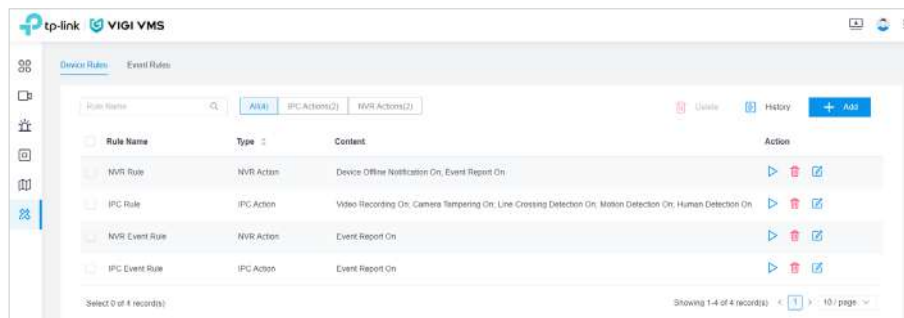 tp-link VIGI VMS
Device Rules Event Rules
Rule Name All(4) IPC Actions(2) NVR Actions(2) Delete History + Add
Rule Name Type Content Action
NVR Rule NVR Action Device Offline Notification On; Event Report On
IPC Rule IPC Action Video Recording On; Camera Tampering On; Line Crossing Detection On; Motion Detection On; Human Detection On
NVR Event Rule NVR Action Event Report On
IPC Event Rule IPC Action Event Report On
Select 0 of 4 record(s) Showing 1-4 of 4 record(s) < 1 > 10 / page